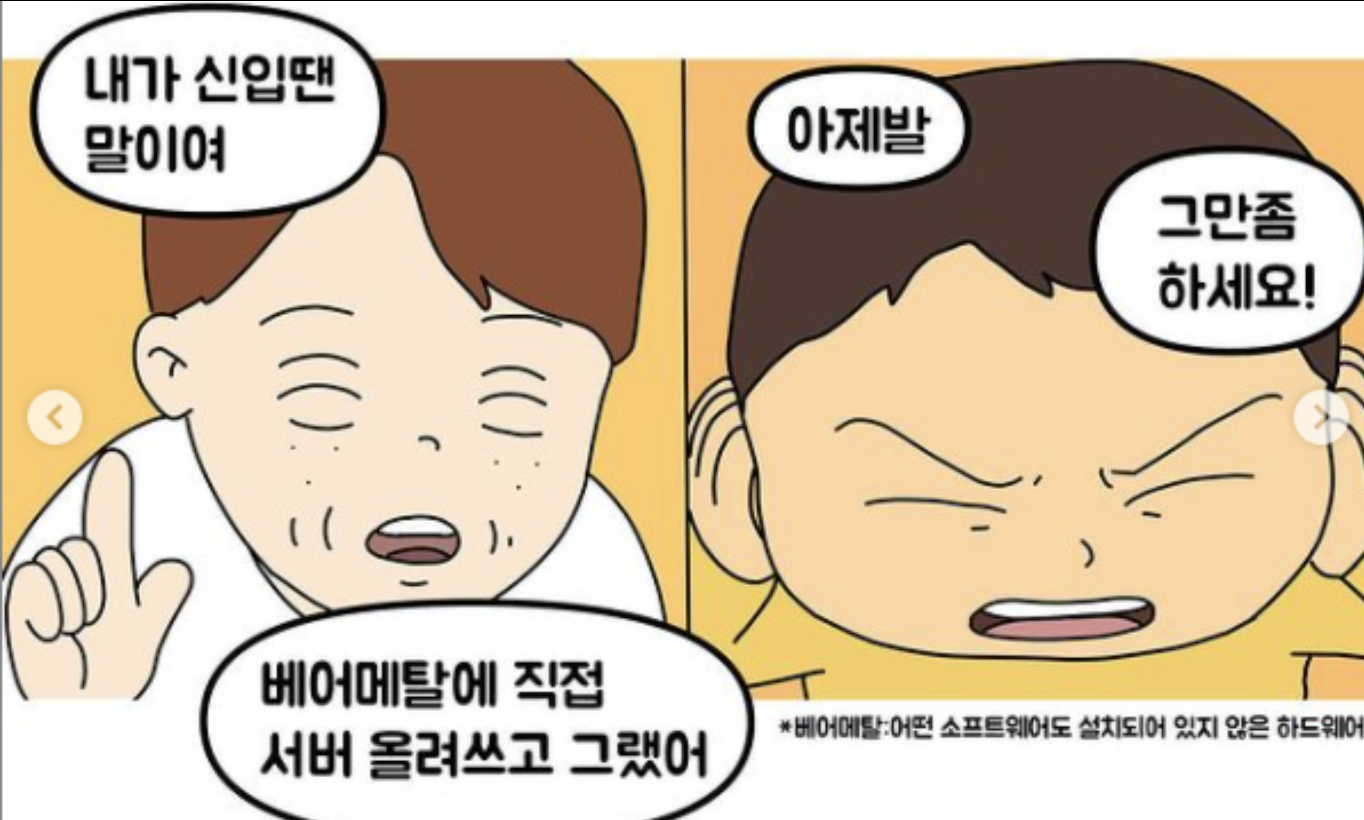 내가 신입땐
말이여
베어메탈에 직접
서버 올려쓰고 그랬어
아제발
그만좀
하세요!
*베어메탈:어떤 소프트웨어도 설치되어 있지 않은 하드웨어